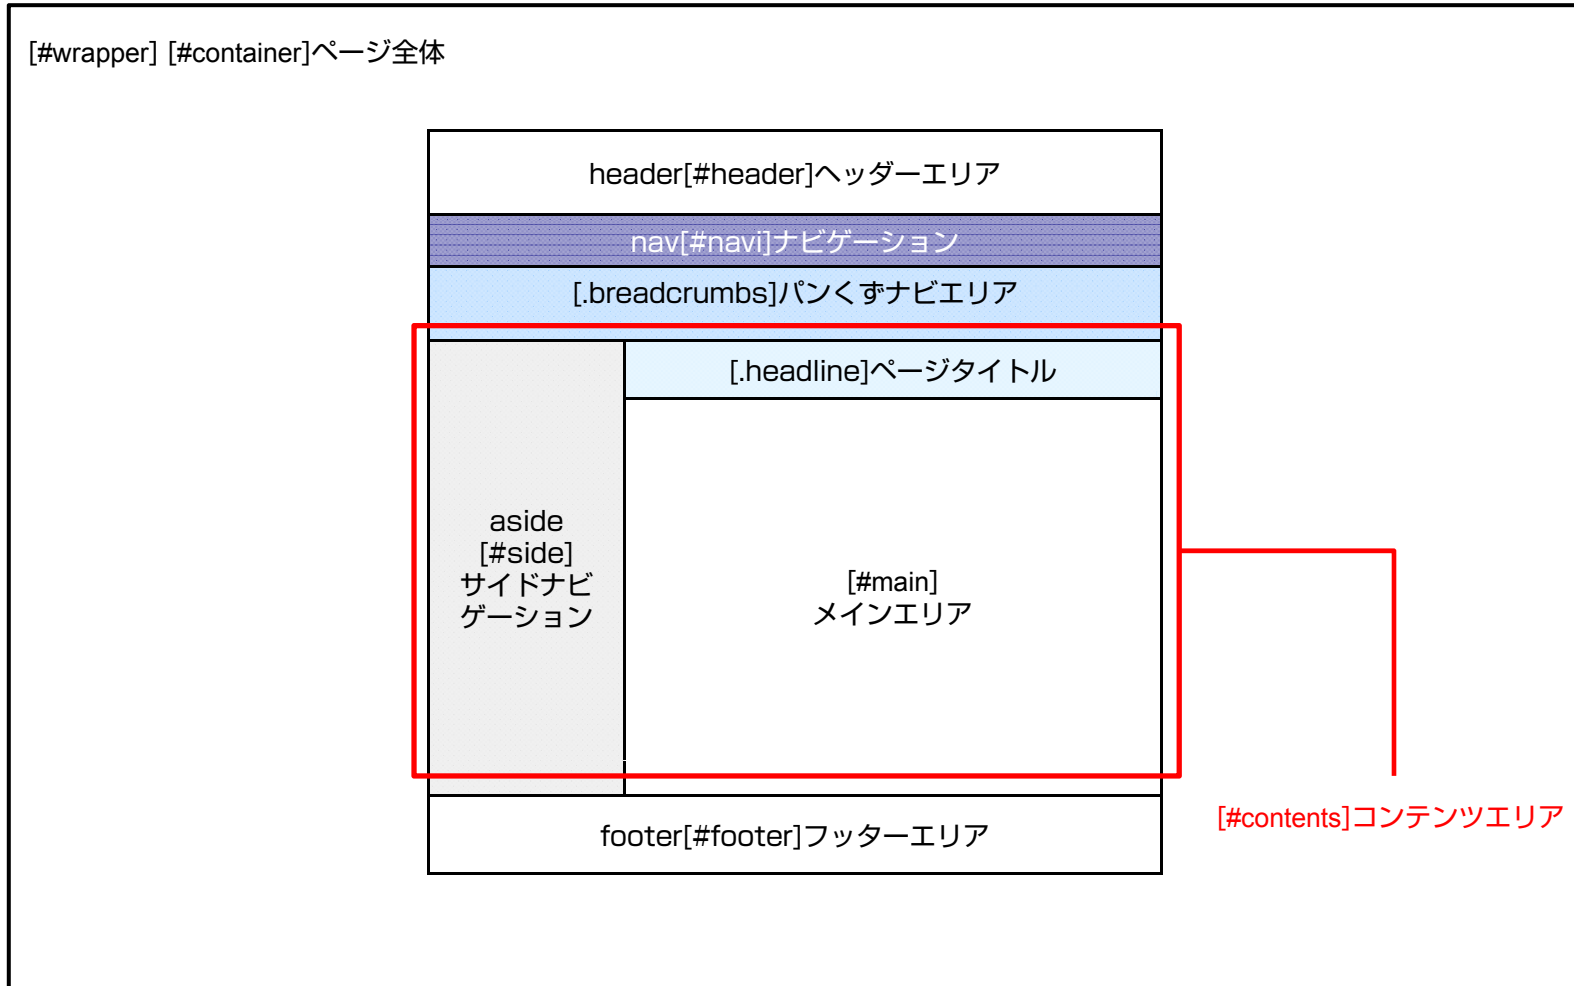 [#wrapper] [#container]ページ全体
header[#header]ヘッダーエリア
nav[#navi]ナビゲーション
[.breadcrumbs]パンくずナビエリア
[.headline]ページタイトル
aside
[#side]
サイドナビ
ゲーション
[#main]
メインエリア
[#contents]コンテンツエリア
footer[#footer]フッターエリア